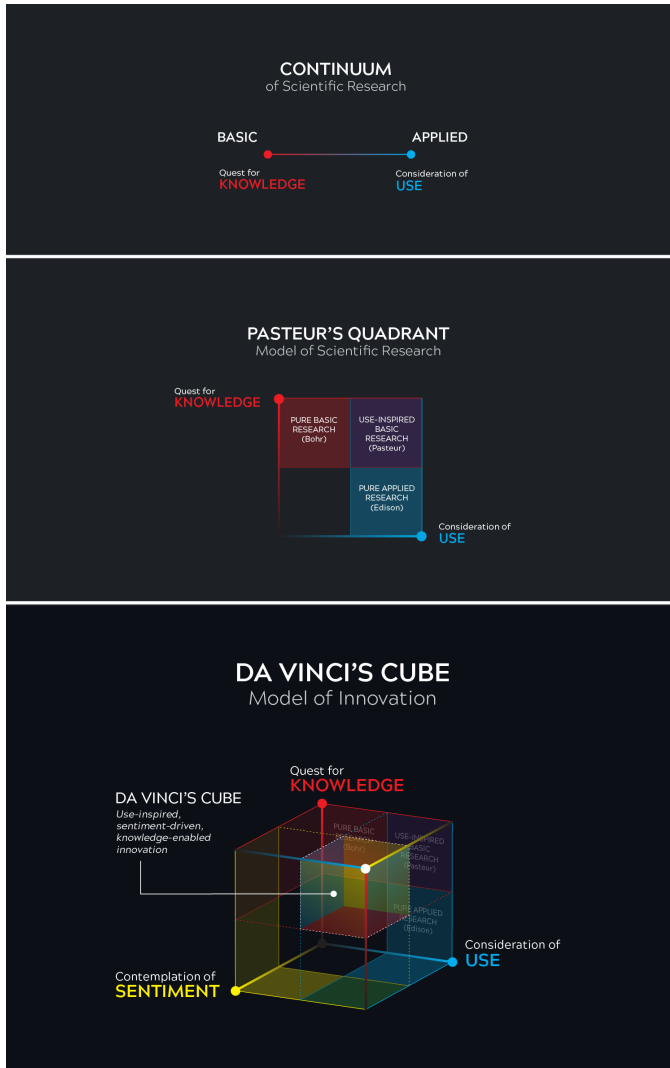 CONTINUUM
of Scientific Research
BASIC
APPLIED
Quest for
KNOWLEDGE
Consideration of
USE
PASTEUR'S QUADRANT
Model of Scientific Research
Quest for
KNOWLEDGE
PURE BASIC
RESEARCH
(Bohr)
USE-INSPIRED
BASIC
RESEARCH
(Pasteur)
PURE APPLIED
RESEARCH
(Edison)
Consideration of
USE
DA VINCI'S CUBE
Model of Innovation
Quest for
KNOWLEDGE
DA VINCI'S CUBE
Use-inspired,
sentiment-driven,
knowledge-enabled
innovation
PURE BASIC
RESEARCH
(Bohr)
USE-INSPIRED
BASIC
RESEARCH
(Pasteur)
PURE APPLIED
RESEARCH
(Edison)
Consideration of
USE
Contemplation of
SENTIMENT